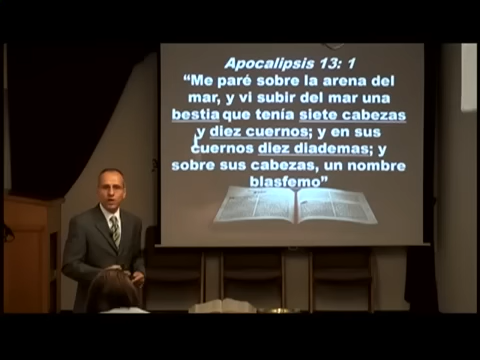 Apocalipsis 13: 1
“Me paré sobre la arena del
mar, y vi subir del mar una
bestia que tenía siete cabezas
y diez cuernos; y en sus
cuernos diez diademas; y
sobre sus cabezas, un nombre
blasfemo”